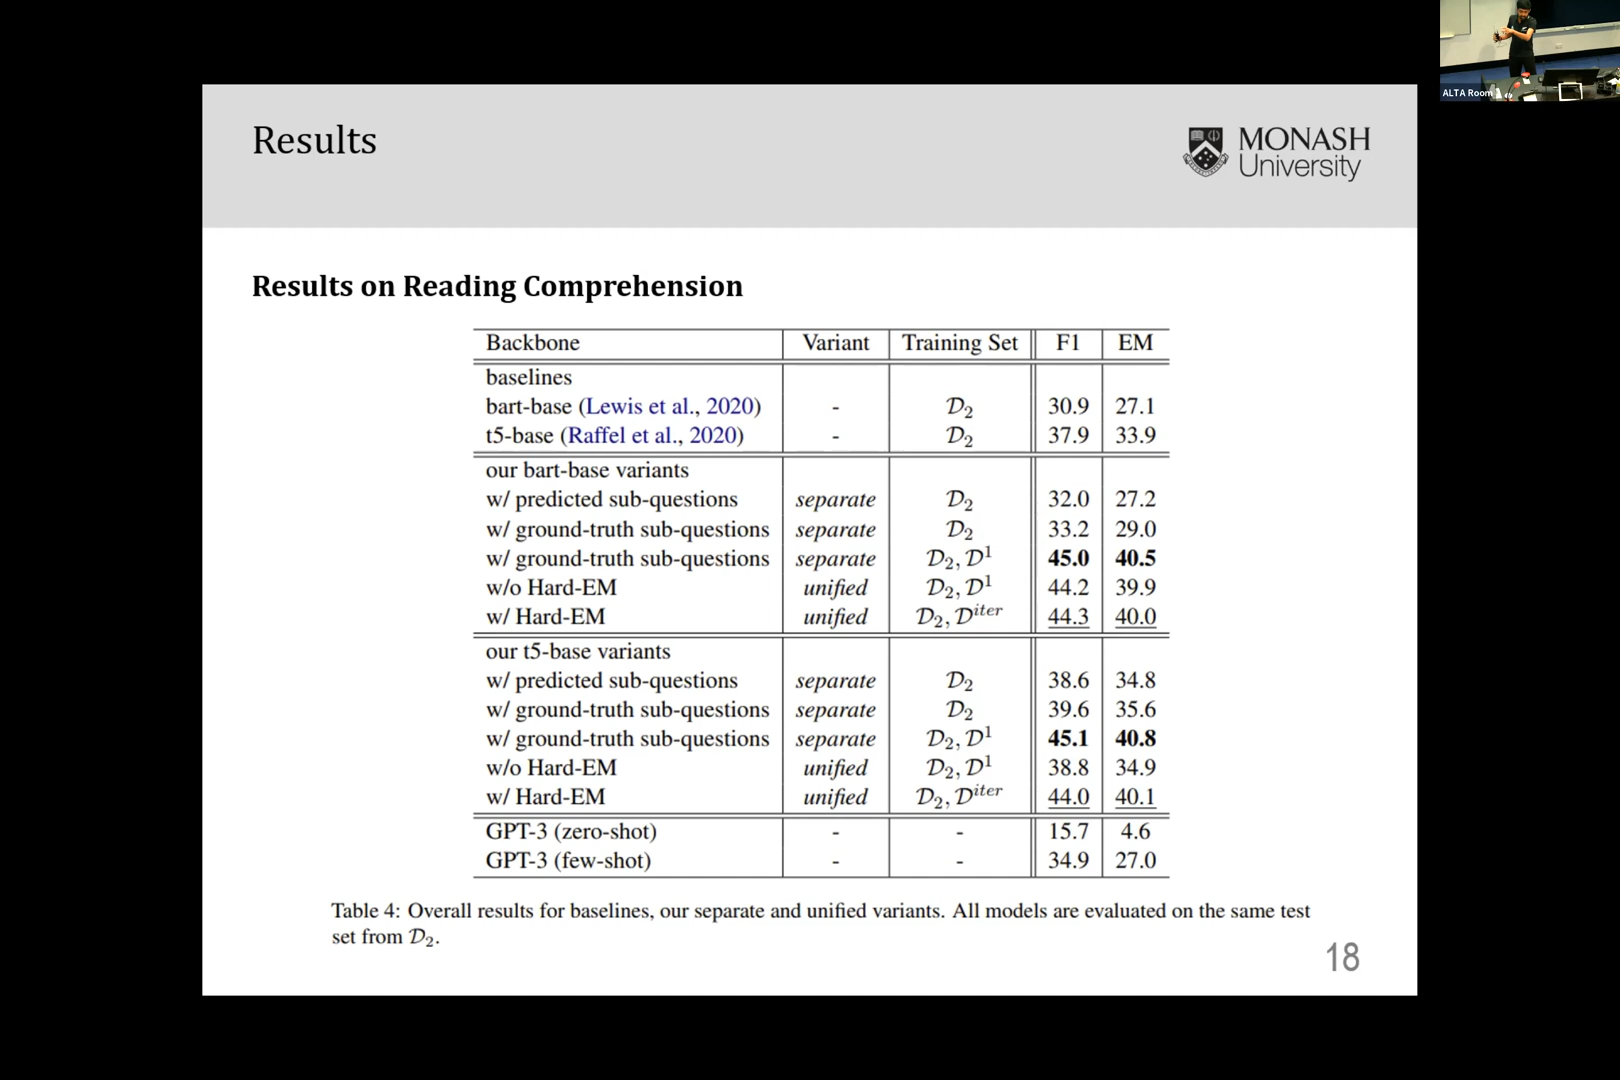 ALTA Room
Results
MONASH
University
Results on Reading Comprehension
Backbone Variant Training Set F1 EM
baselines
bart-base (Lewis et al., 2020) - D₂ 30.9 27.1
t5-base (Raffel et al., 2020) - D₂ 37.9 33.9
our bart-base variants
w/ predicted sub-questions separate D₂ 32.0 27.2
w/ ground-truth sub-questions separate D₂ 33.2 29.0
w/ ground-truth sub-questions separate D₂, D¹ 45.0 40.5
w/o Hard-EM unified D₂, D¹ 44.2 39.9
w/ Hard-EM unified D₂, D^iter 44.3 40.0
our t5-base variants
w/ predicted sub-questions separate D₂ 38.6 34.8
w/ ground-truth sub-questions separate D₂ 39.6 35.6
w/ ground-truth sub-questions separate D₂, D¹ 45.1 40.8
w/o Hard-EM unified D₂, D¹ 38.8 34.9
w/ Hard-EM unified D₂, D^iter 44.0 40.1
GPT-3 (zero-shot) - - 15.7 4.6
GPT-3 (few-shot) - - 34.9 27.0
Table 4: Overall results for baselines, our separate and unified variants. All models are evaluated on the same test
set from D₂.
18